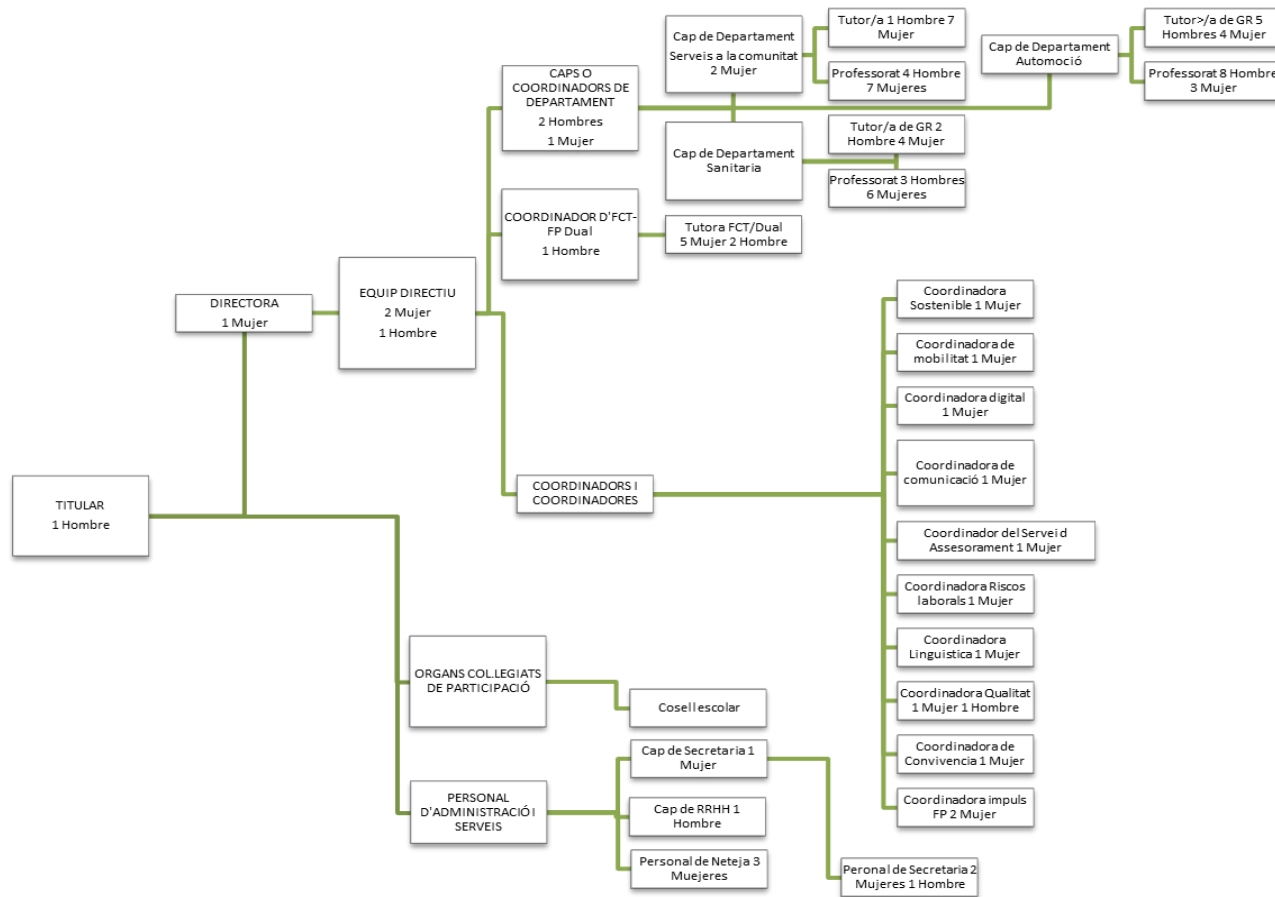 Cap de Departament
Serveis a la comunitat
2 Mujer
Tutor/a 1 Hombre 7
Mujer
Professorat 4 Hombre
7 Mujeres
Cap de Departament
Automoció
Tutor>/a de GR 5
Hombres 4 Mujer
Professorat 8 Hombre
3 Mujer
CAPS O
COORDINADORS DE
DEPARTAMENT
2 Hombres
1 Mujer
Cap de Departament
Sanitaria
Tutor/a de GR 2
Hombre 4 Mujer
Professorat 3 Hombres
6 Mujeres
COORDINADOR D'FCT-
FP Dual
1 Hombre
Tutora FCT/Dual
5 Mujer 2 Hombre
DIRECTORA
1 Mujer
EQUIP DIRECTIU
2 Mujer
1 Hombre
Coordinadora
Sostenible 1 Mujer
Coordinadora de
mobilitat 1 Mujer
Coordinadora digital
1 Mujer
Coordinadora de
comunicació 1 Mujer
COORDINADORS I
COORDINADORES
TITULAR
1 Hombre
Coordinador del Servei d
Assesorament 1 Mujer
Coordinadora Riscos
laborals 1 Mujer
Coordinadora
Linguistica 1 Mujer
Coordinadora Qualitat
1 Mujer 1 Hombre
Coordinadora de
Convivencia 1 Mujer
Coordinadora impuls
FP 2 Mujer
ORGANS COL.LEGIATS
DE PARTICIPACIÓ
Cosell escolar
PERSONAL
D'ADMINISTRACIÓ I
SERVEIS
Cap de Secretaria 1
Mujer
Cap de RRHH 1
Hombre
Personal de Neteja 3
Muejeres
Peronal de Secretaria 2
Mujeres 1 Hombre